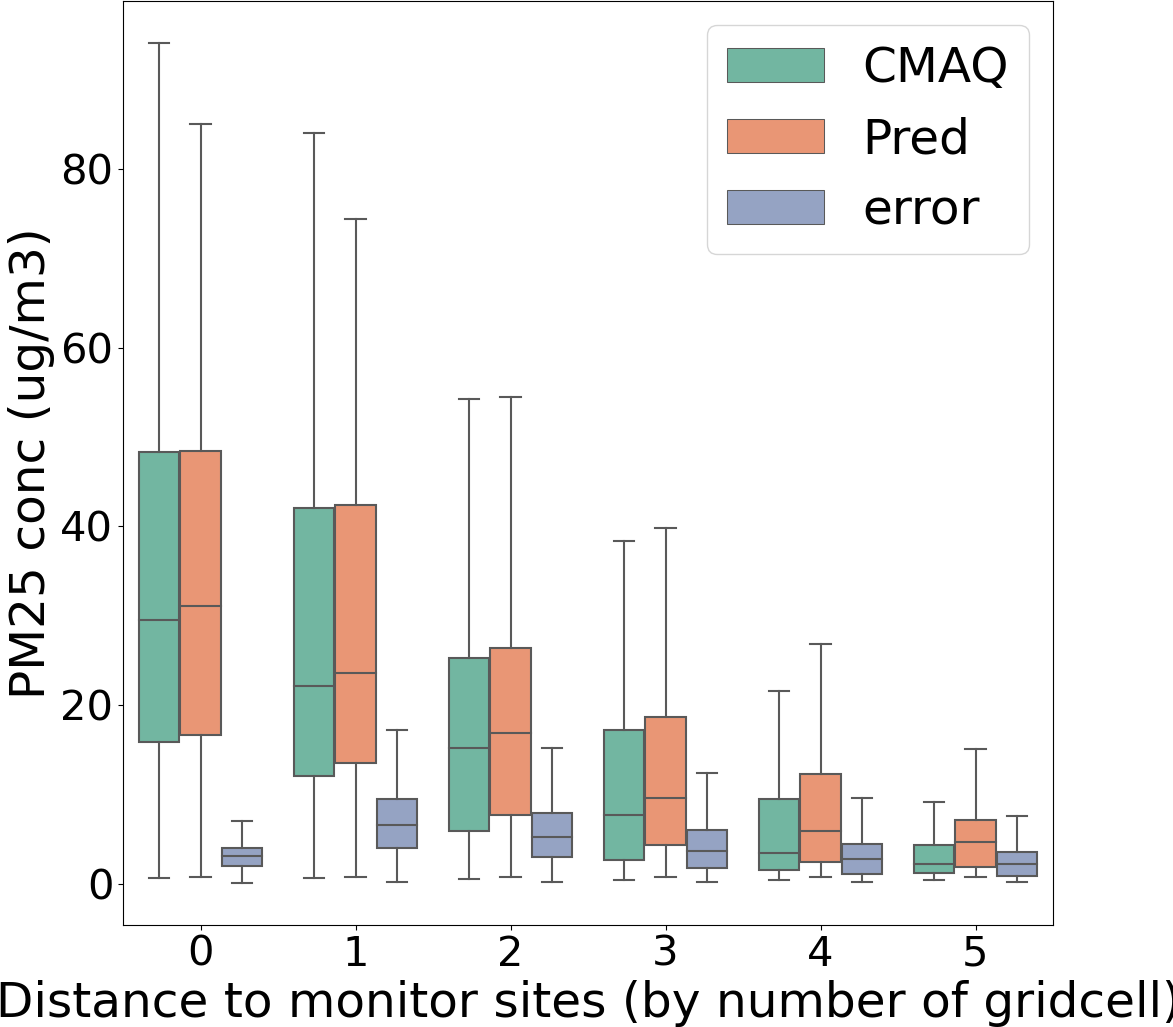 CMAQ
Pred
error
PM25 conc (ug/m3)
80
60
40
20
0
0 1 2 3 4 5
Distance to monitor sites (by number of gridcell)